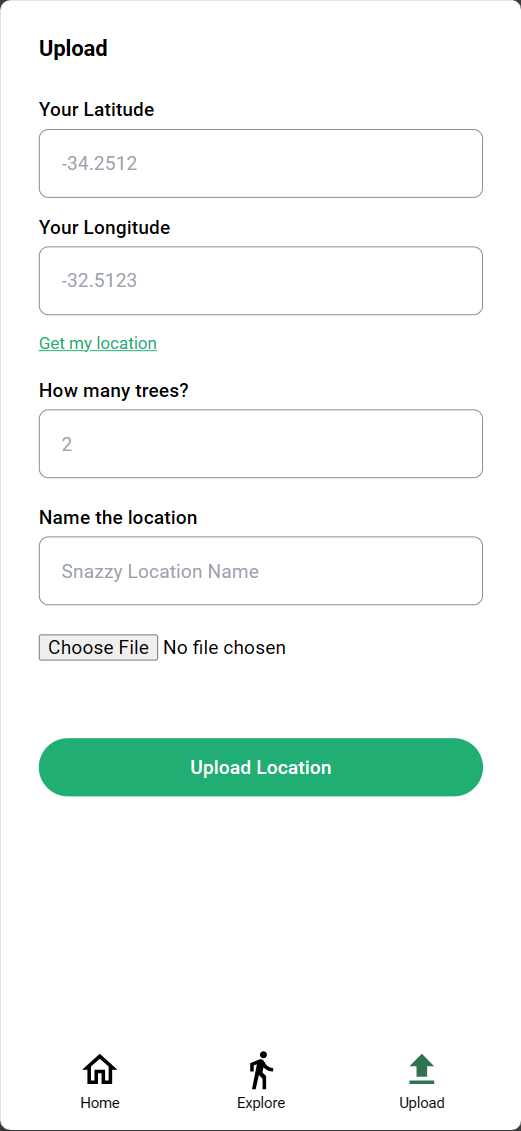 Upload
Your Latitude
-34.2512
Your Longitude
-32.5123
Get my location
How many trees?
2
Name the location
Snazzy Location Name
Choose File No file chosen
Upload Location
Home Explore Upload